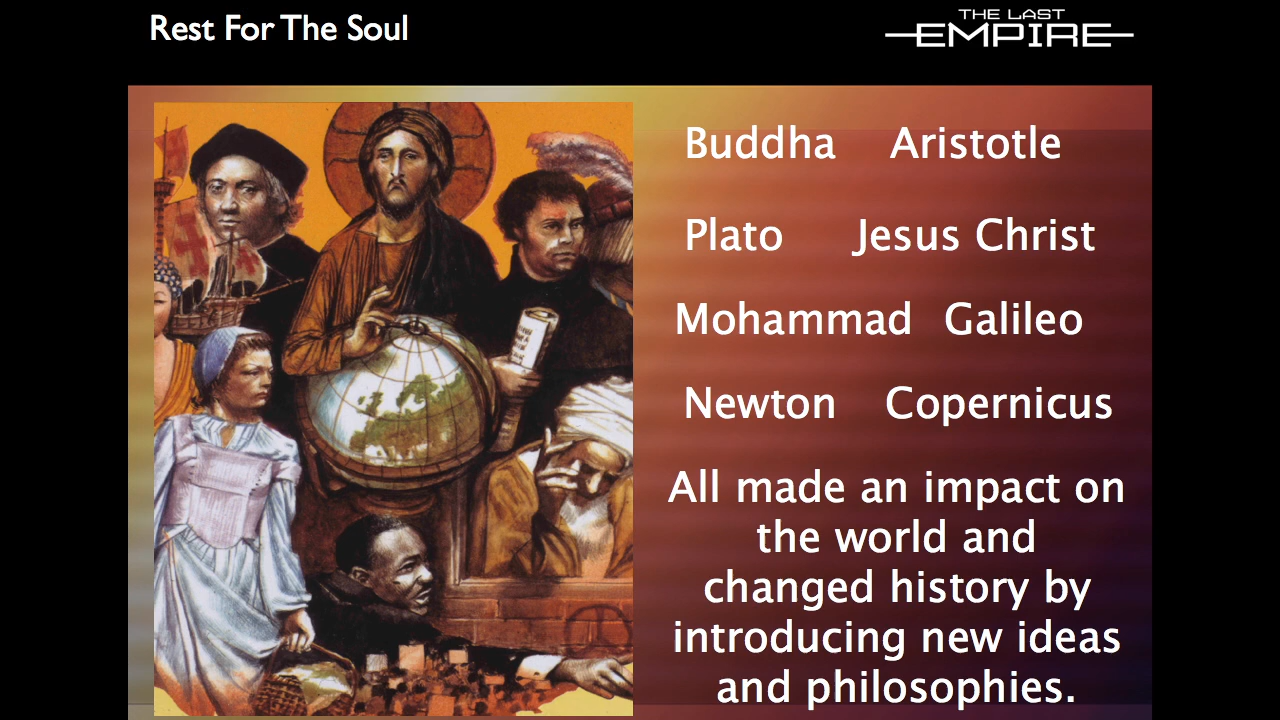 Rest For The Soul
THE LAST
EMPIRE
Buddha Aristotle
Plato Jesus Christ
Mohammad Galileo
Newton Copernicus
All made an impact on
the world and
changed history by
introducing new ideas
and philosophies.